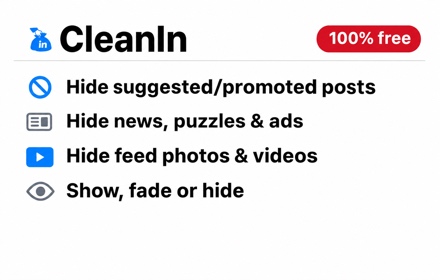 in
CleanIn
100% free
Hide suggested/promoted posts
Hide news, puzzles & ads
Hide feed photos & videos
Show, fade or hide